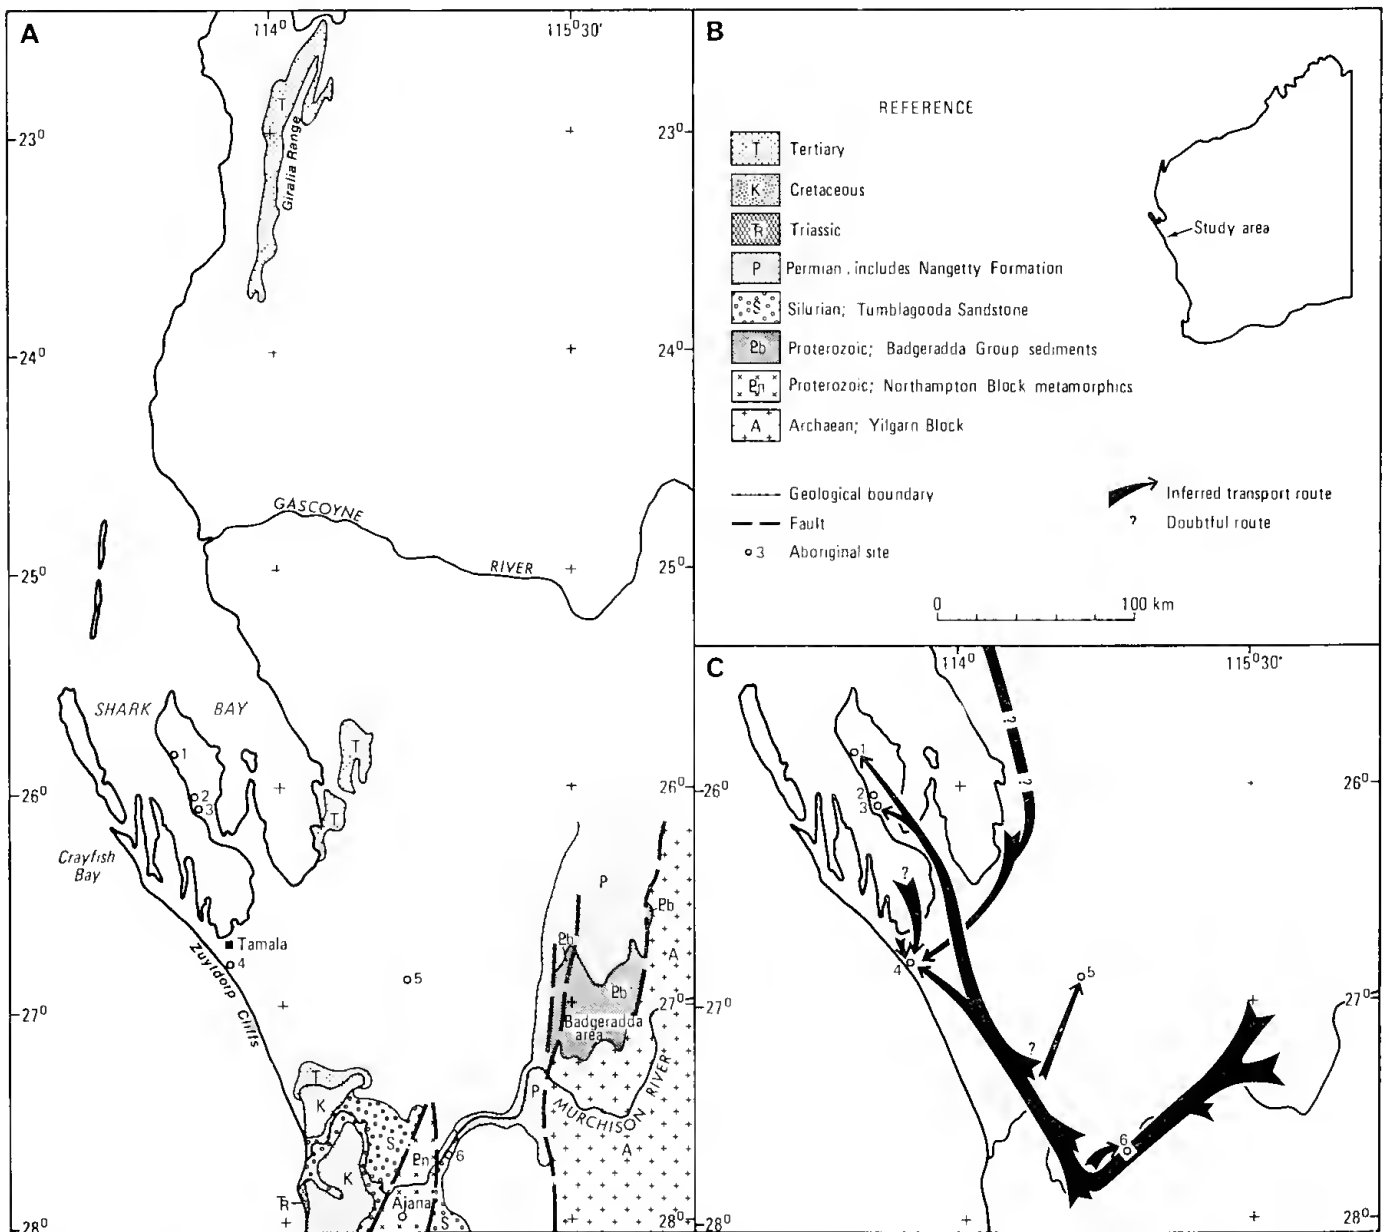 A
114⁰
115⁰30'
23⁰
T
Giralia Range
24⁰
GASCOYNE
RIVER
25⁰
SHARK BAY
1
2
3
T
T
26⁰
Crayfish
Bay
Tamala
4
Zuytdorp Cliffs
5
P
Pb
Pb
A
Pb
27⁰
Badgeradda
area
MURCHISON RIVER
P
T
K
S
K
Pn
6
A
TR
Ajana
S
28⁰
B
23⁰
24⁰
25⁰
26⁰
27⁰
28⁰
REFERENCE
T Tertiary
K Cretaceous
TR Triassic
P Permian, includes Nangetty Formation
S Silurian; Tumblagooda Sandstone
Pb Proterozoic; Badgeradda Group sediments
Pn Proterozoic; Northampton Block metamorphics
A Archaean; Yilgarn Block
Study area
Geological boundary
Fault
3 Aboriginal site
Inferred transport route
? Doubtful route
0 100 km
C
114⁰
115⁰30'
?
?
1
2
3
26⁰
26⁰
?
4
5
27⁰
27⁰
?
6
28⁰
28⁰